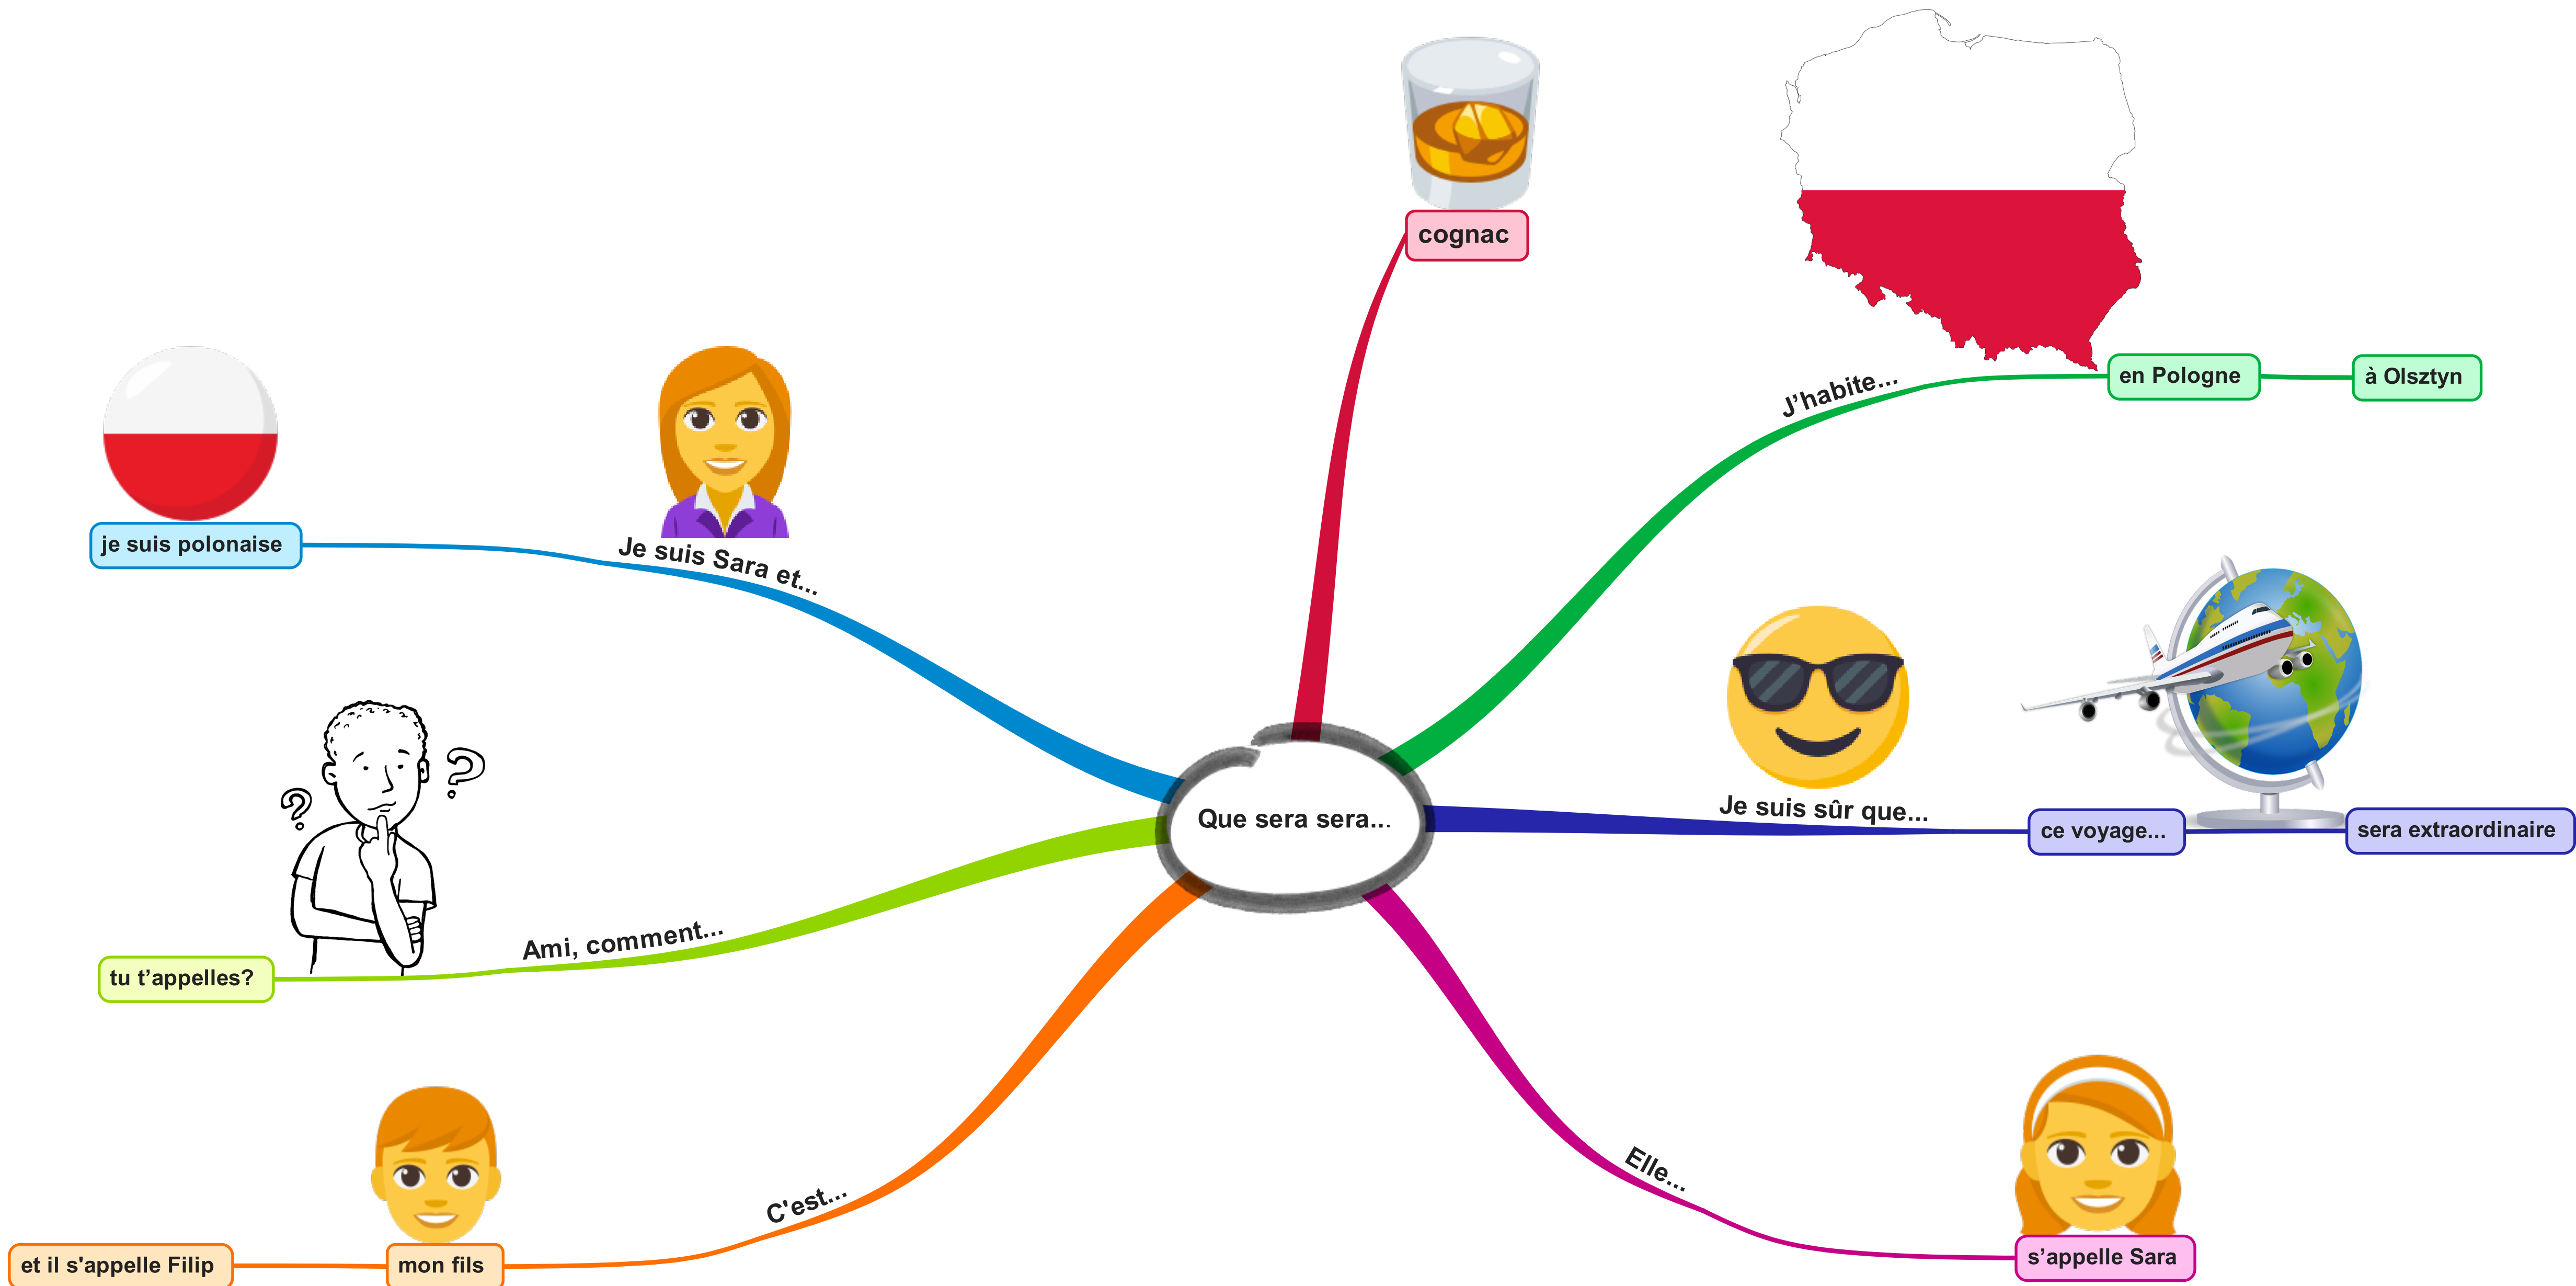 Que sera sera...
cognac
J’habite...
en Pologne
à Olsztyn
Je suis sûr que...
ce voyage...
sera extraordinaire
Elle...
s’appelle Sara
C'est...
mon fils
et il s'appelle Filip
Ami, comment...
tu t’appelles?
Je suis Sara et...
je suis polonaise